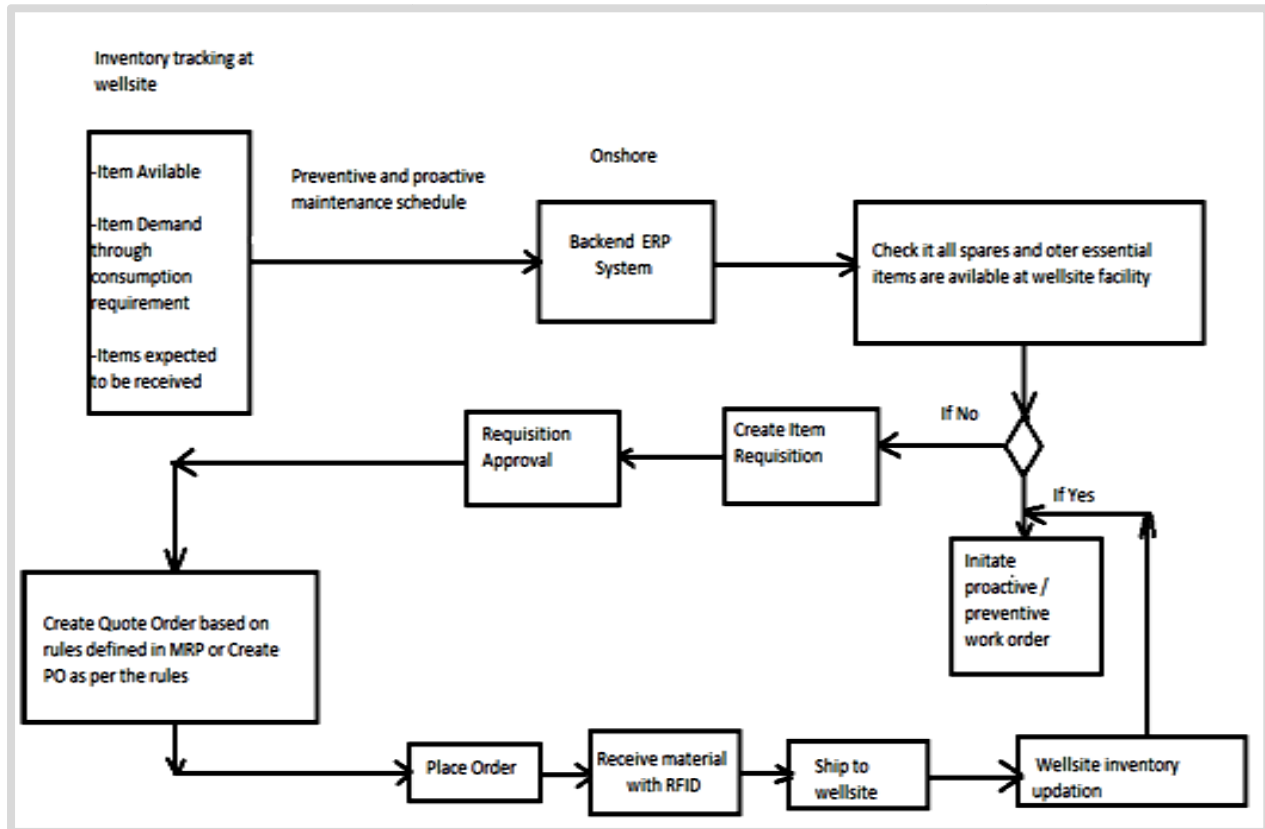 Inventory tracking at
wellsite
-Item Avilable
-Item Demand
through
consumption
requirement
-Items expected
to be received
Preventive and proactive
maintenance schedule
Onshore
Backend ERP
System
Check it all spares and oter essential
items are avilable at wellsite facility
If No
If Yes
Create Item
Requisition
Requisition
Approval
Initate
proactive /
preventive
work order
Create Quote Order based on
rules defined in MRP or Create
PO as per the rules
Place Order
Receive material
with RFID
Ship to
wellsite
Wellsite inventory
updation